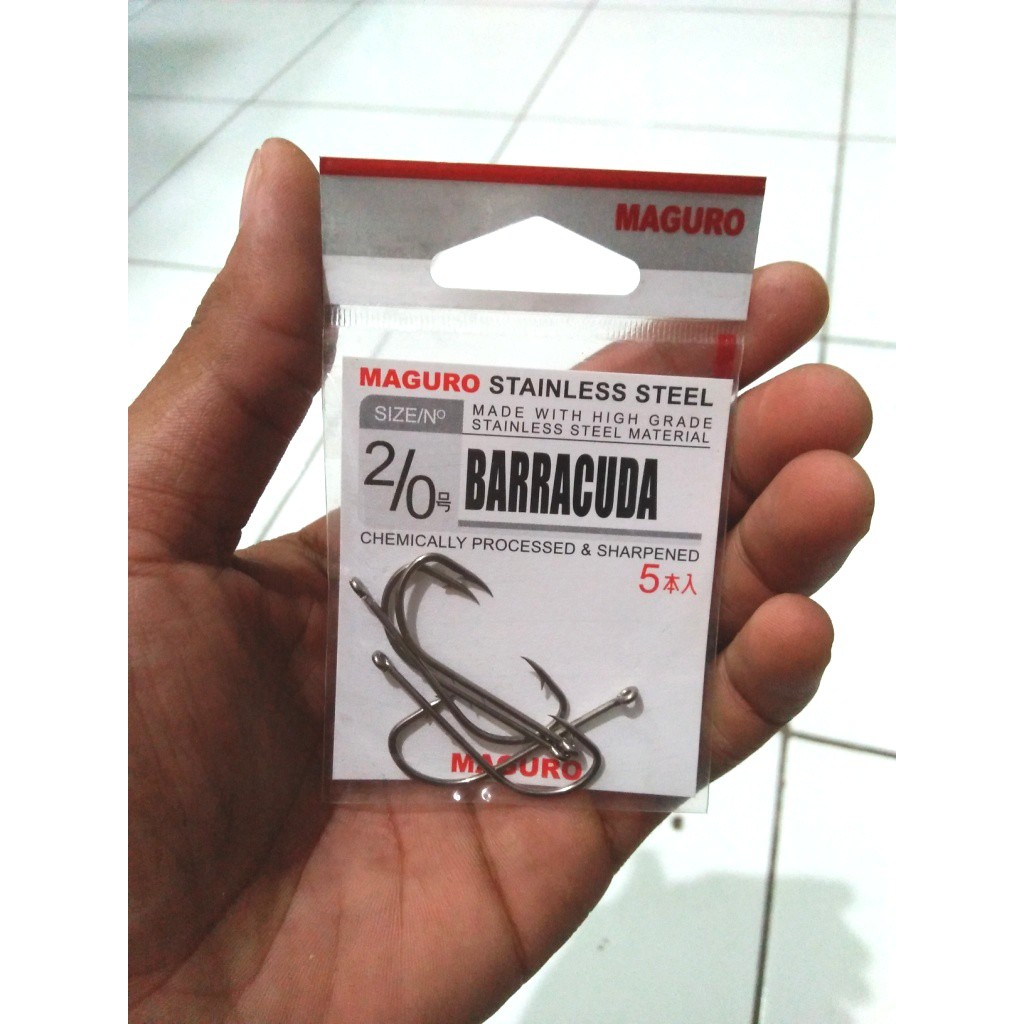 MAGURO
MAGURO STAINLESS STEEL
SIZE/Nº
MADE WITH HIGH GRADE
STAINLESS STEEL MATERIAL
2/0号
BARRACUDA
CHEMICALLY PROCESSED & SHARPENED
5本入
MAGURO